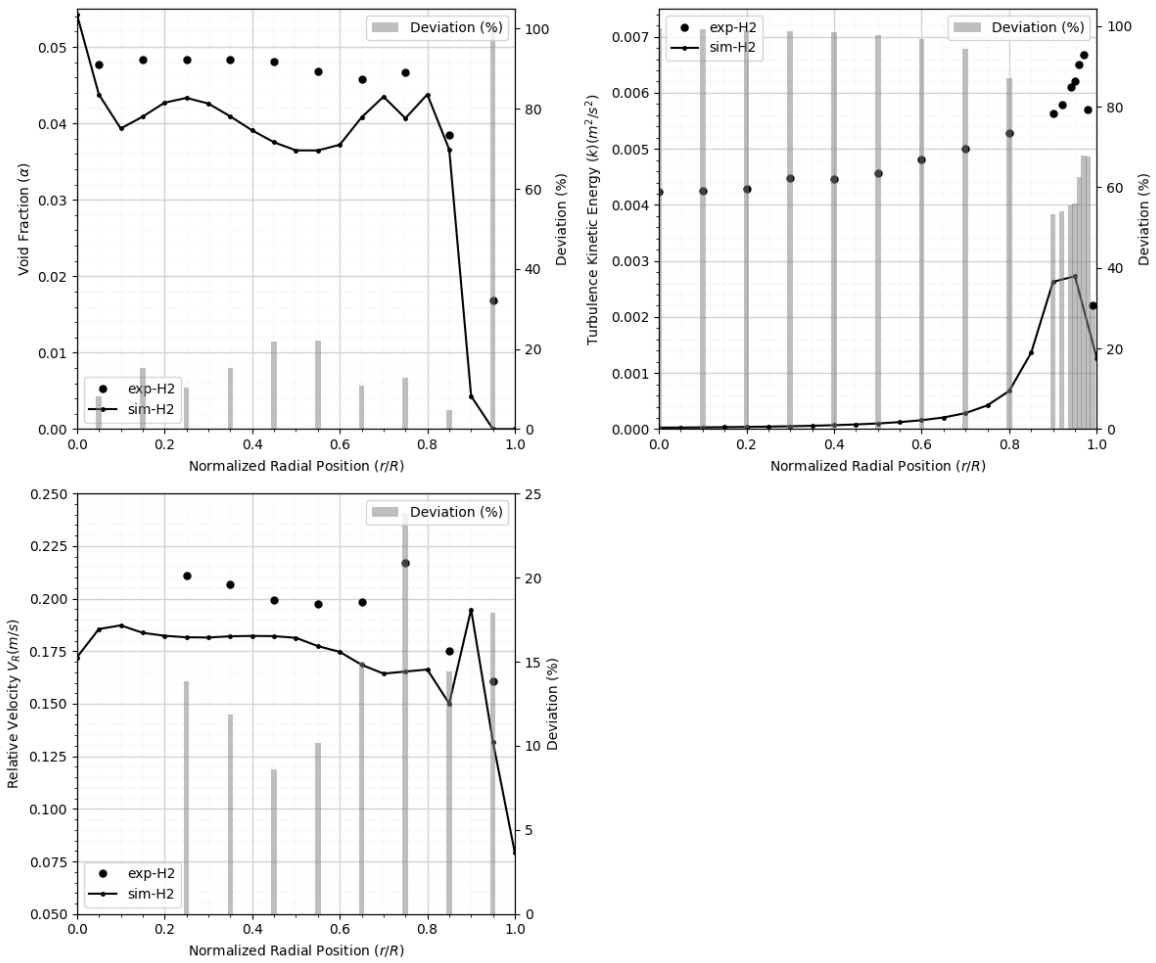 Deviation (%)
0.05
0.04
0.03
0.02
0.01
0.00
Void Fraction (α)
100
80
60
40
20
0
Deviation (%)
exp-H2
sim-H2
0.0 0.2 0.4 0.6 0.8 1.0
Normalized Radial Position (r/R)
exp-H2
sim-H2
Deviation (%)
0.007
0.006
0.005
0.004
0.003
0.002
0.001
0.000
Turbulence Kinetic Energy (k)(m²/s²)
100
80
60
40
20
0
Deviation (%)
0.0 0.2 0.4 0.6 0.8 1.0
Normalized Radial Position (r/R)
Deviation (%)
0.250
0.225
0.200
0.175
0.150
0.125
0.100
0.075
0.050
Relative Velocity V_R(m/s)
25
20
15
10
5
0
Deviation (%)
exp-H2
sim-H2
0.0 0.2 0.4 0.6 0.8 1.0
Normalized Radial Position (r/R)